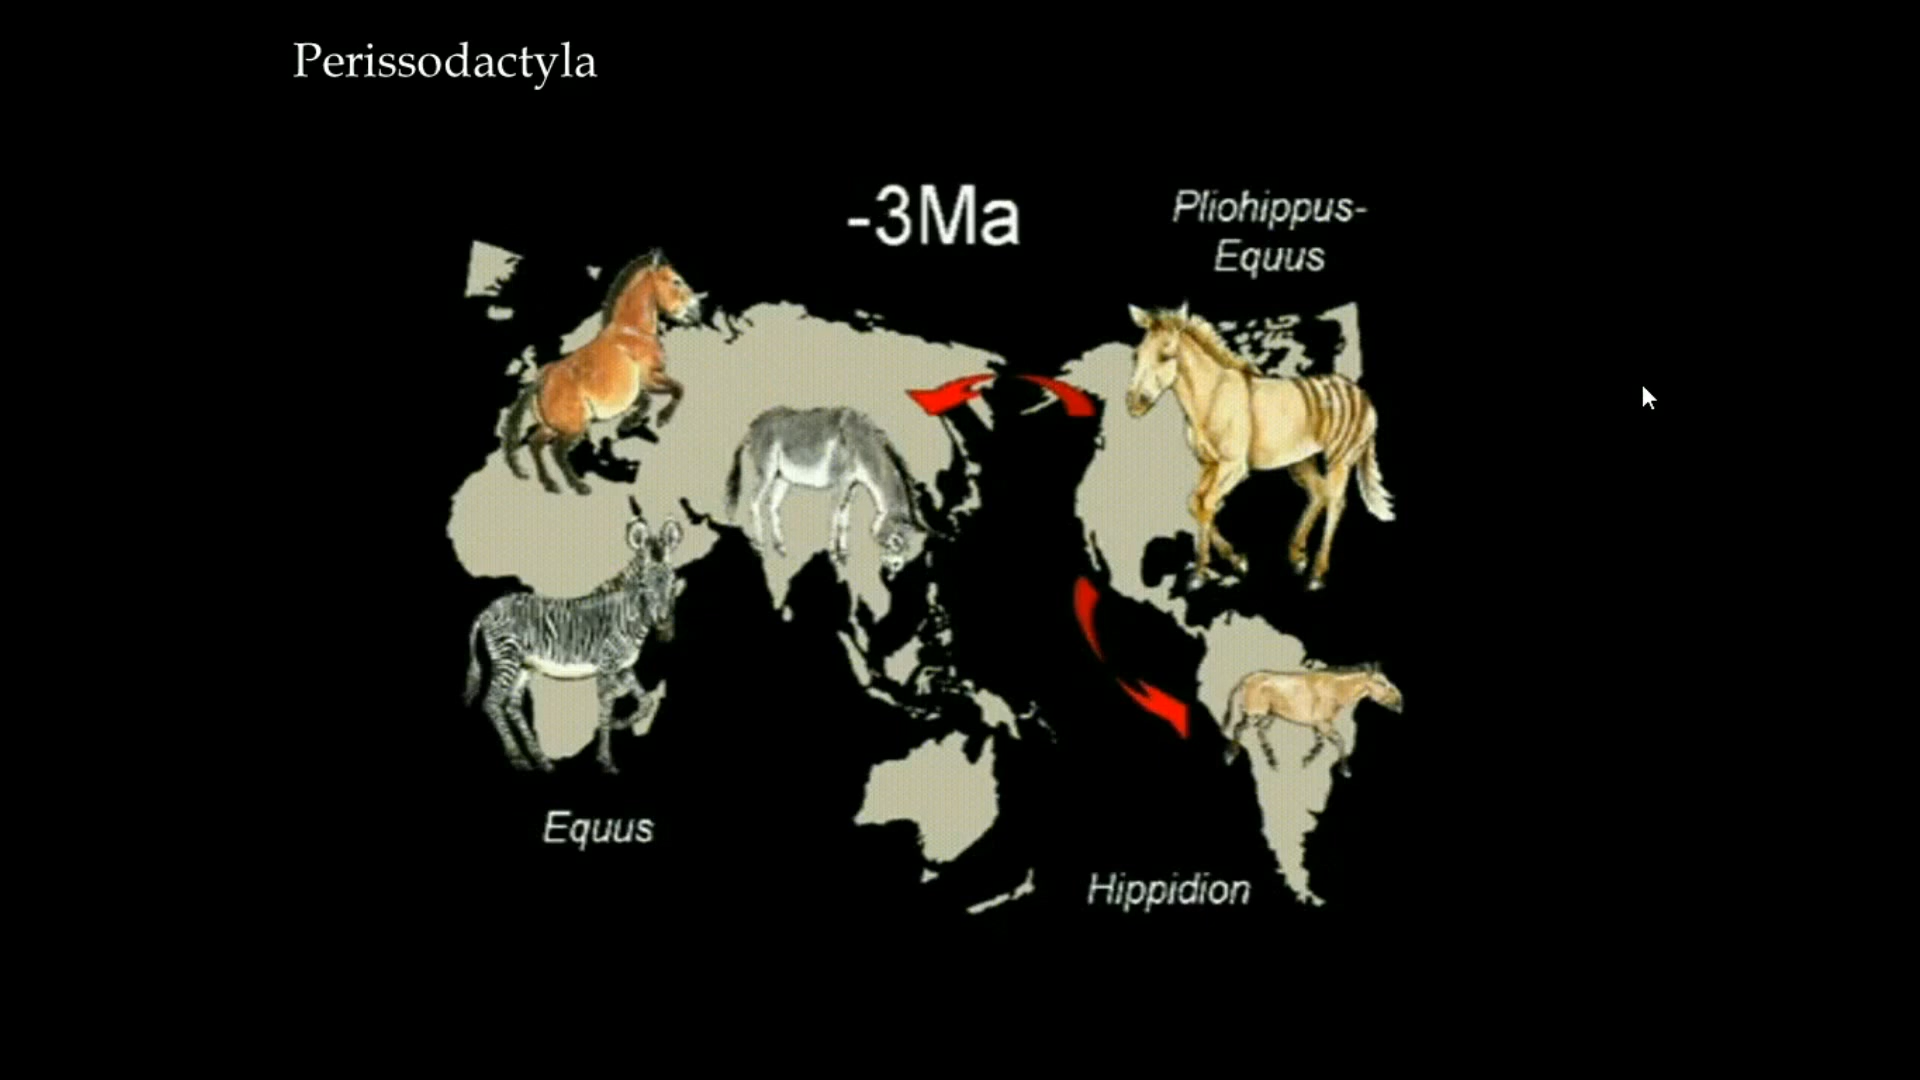 Perissodactyla
-3Ma
Pliohippus-
Equus
Equus
Hippidion